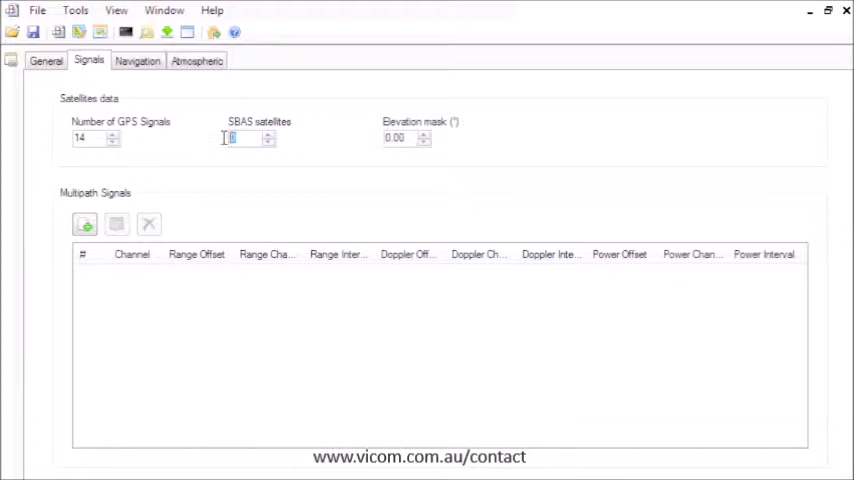 File Tools View Window Help
General Signals Navigation Atmospheric
Satellites data
Number of GPS Signals SBAS satellites Elevation mask (°)
14 0.00
Multipath Signals
# Channel Range Offset Range Cha... Range Inter... Doppler Off... Doppler Ch... Doppler Inte... Power Offset Power Chan... Power Interval
www.vicom.com.au/contact